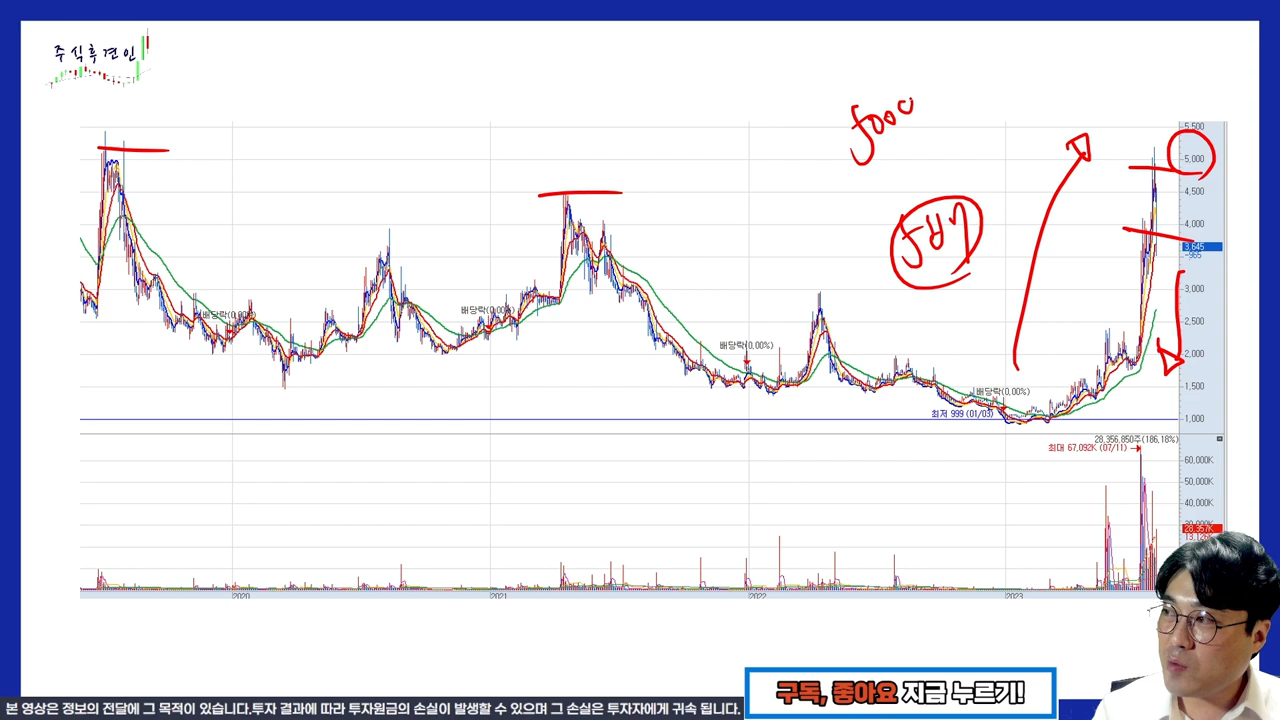 주식후견인
5000
5배
5,500
5,000
4,500
4,000
3,645
-965
3,000
2,500
2,000
1,500
1,000
배당락(0,00%)
배당락(0,00%)
배당락(0,00%)
배당락(0,00%)
최저 999 (01/03)
28,356,850주(186,18%)
최대 67,092K (07/11)
60,000K
50,000K
40,000K
28,357K
2020
2021
2022
2023
구독, 좋아요 지금 누르기!
본 영상은 정보의 전달에 그 목적이 있습니다.투자 결과에 따라 투자원금의 손실이 발생할 수 있으며 그 손실은 투자자에게 귀속 됩니다.